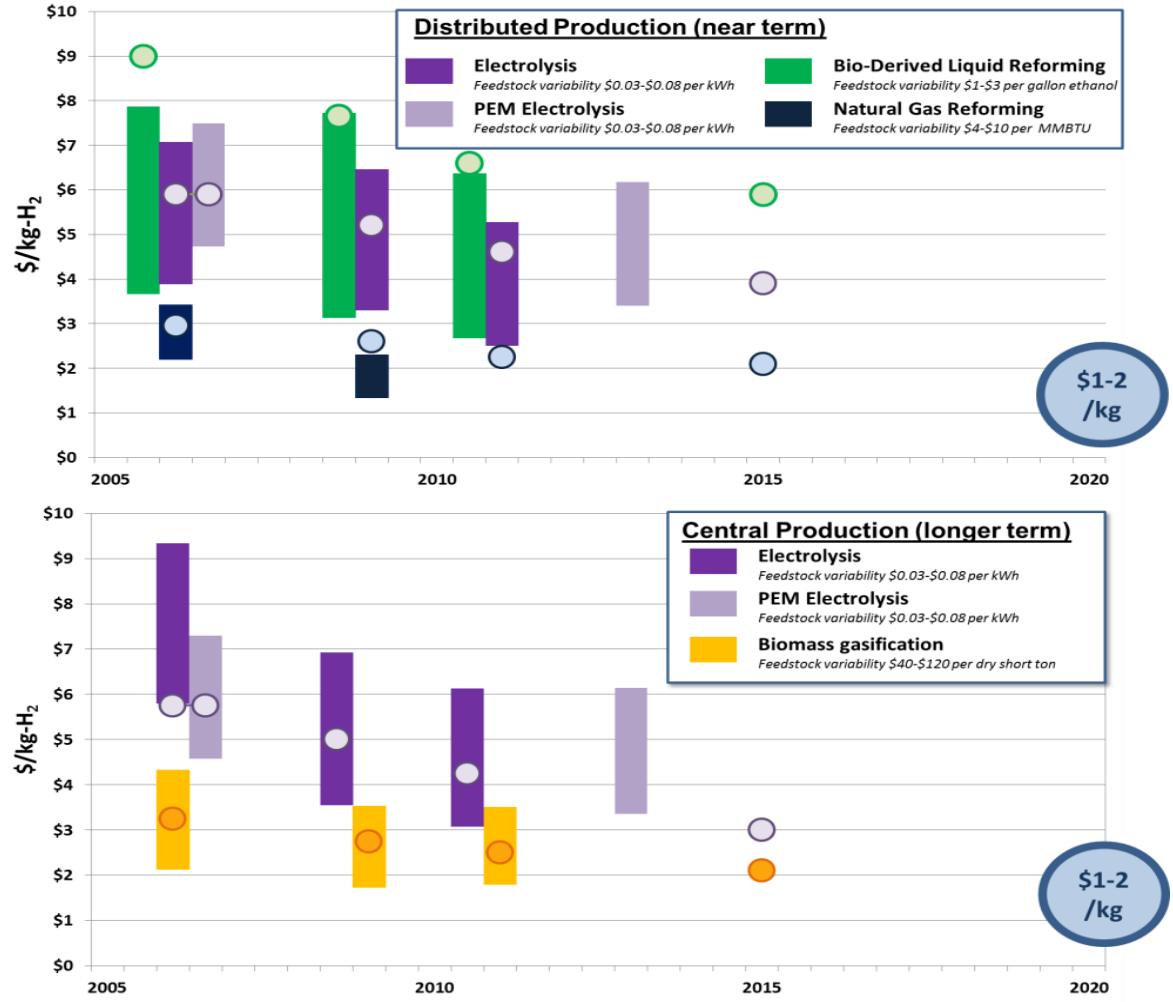 $10
$9
$8
$7
$6
$5
$4
$3
$2
$1
$0
$/kg-H₂
Distributed Production (near term)
Electrolysis
Feedstock variability $0.03-$0.08 per kWh
PEM Electrolysis
Feedstock variability $0.03-$0.08 per kWh
Bio-Derived Liquid Reforming
Feedstock variability $1-$3 per gallon ethanol
Natural Gas Reforming
Feedstock variability $4-$10 per MMBTU
$1-2
/kg
2005 2010 2015 2020
$10
$9
$8
$7
$6
$5
$4
$3
$2
$1
$0
$/kg-H₂
Central Production (longer term)
Electrolysis
Feedstock variability $0.03-$0.08 per kWh
PEM Electrolysis
Feedstock variability $0.03-$0.08 per kWh
Biomass gasification
Feedstock variability $40-$120 per dry short ton
$1-2
/kg
2005 2010 2015 2020